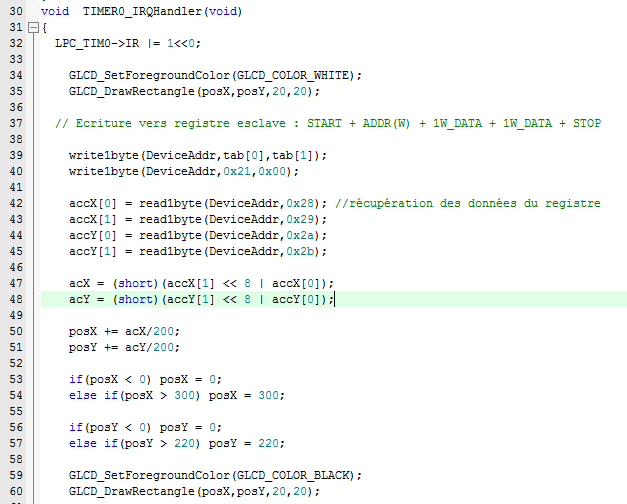 30 void TIMER0_IRQHandler(void)
31 {
32 LPC_TIM0->IR |= 1<<0;
33
34 GLCD_SetForegroundColor(GLCD_COLOR_WHITE);
35 GLCD_DrawRectangle(posX,posY,20,20);
36
37 // Ecriture vers registre esclave : START + ADDR(W) + 1W_DATA + 1W_DATA + STOP
38
39 write1byte(DeviceAddr,tab[0],tab[1]);
40 write1byte(DeviceAddr,0x21,0x00);
41
42 accX[0] = read1byte(DeviceAddr,0x28); //récupération des données du registre
43 accX[1] = read1byte(DeviceAddr,0x29);
44 accY[0] = read1byte(DeviceAddr,0x2a);
45 accY[1] = read1byte(DeviceAddr,0x2b);
46
47 acX = (short)(accX[1] << 8 | accX[0]);
48 acY = (short)(accY[1] << 8 | accY[0]);
49
50 posX += acX/200;
51 posY += acY/200;
52
53 if(posX < 0) posX = 0;
54 else if(posX > 300) posX = 300;
55
56 if(posY < 0) posY = 0;
57 else if(posY > 220) posY = 220;
58
59 GLCD_SetForegroundColor(GLCD_COLOR_BLACK);
60 GLCD_DrawRectangle(posX,posY,20,20);